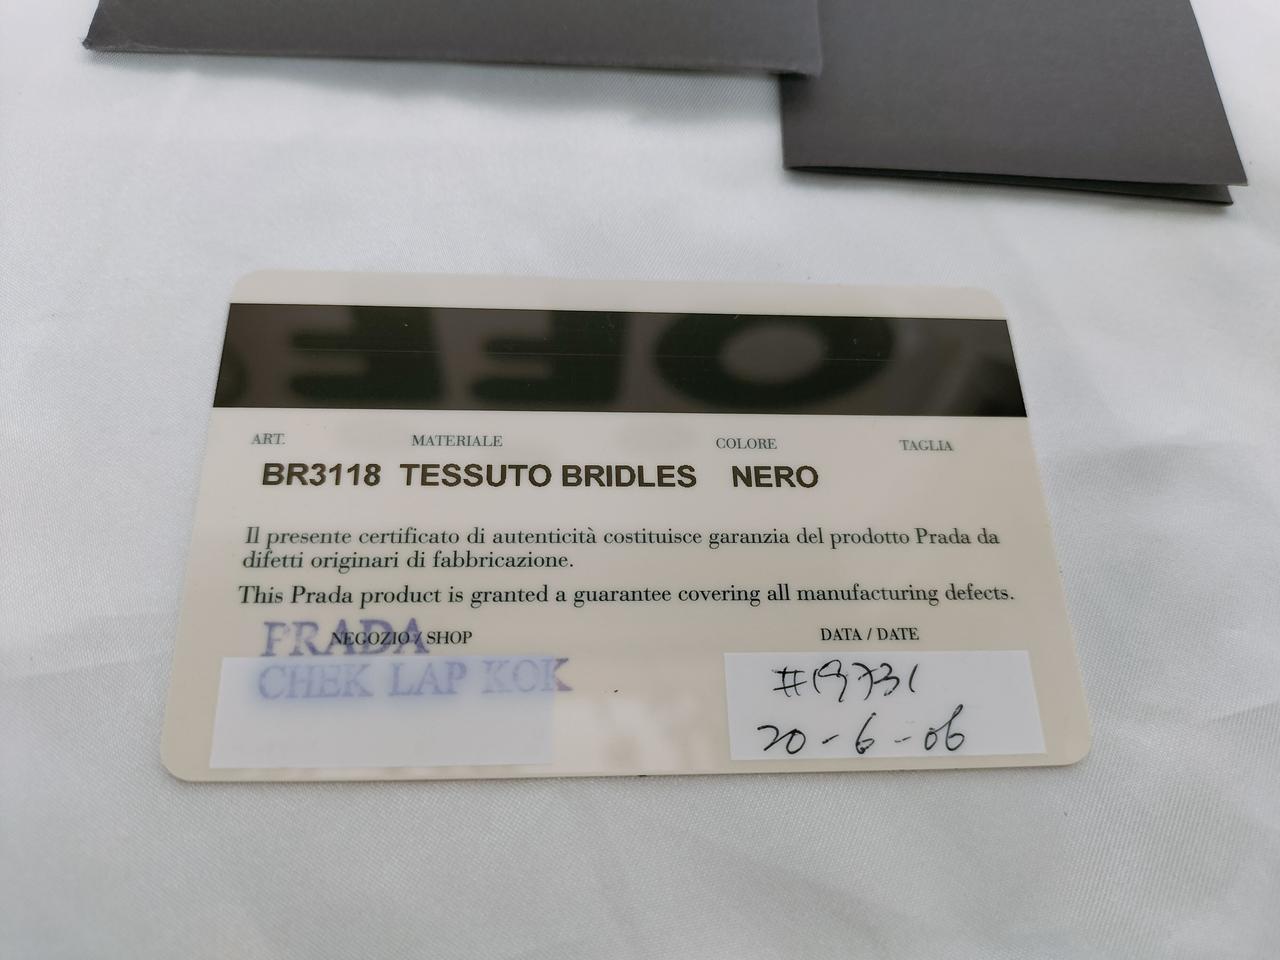 ART. MATERIALE COLORE TAGLIA
BR3118 TESSUTO BRIDLES NERO
Il presente certificato di autenticità costituisce garanzia del prodotto Prada da
difetti originari di fabbricazione.
This Prada product is granted a guarantee covering all manufacturing defects.
NEGOZIO / SHOP
PRADA
CHEK LAP KOK
DATA / DATE
#19731
20-6-06